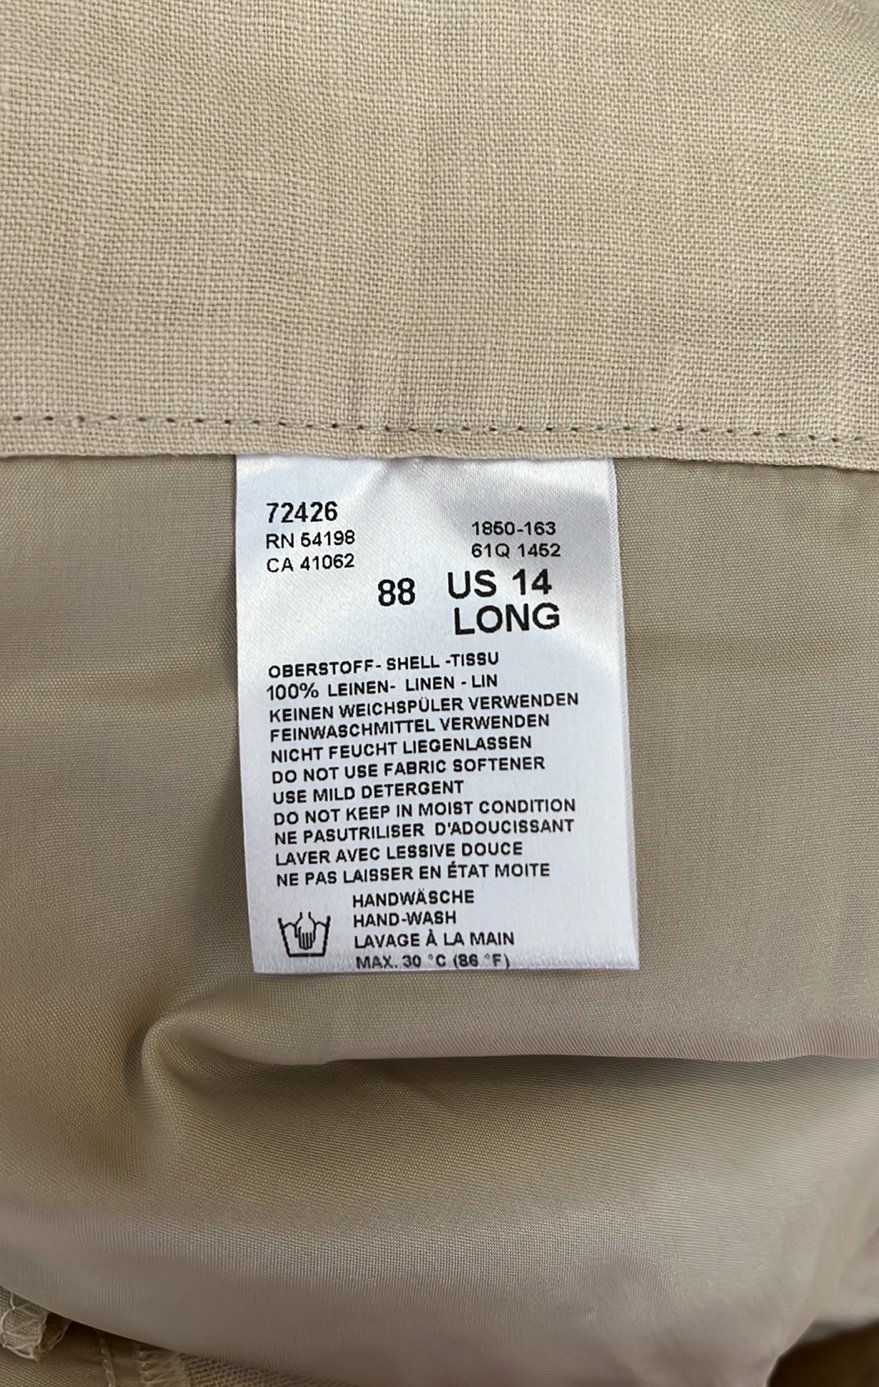 72426
RN 54198
CA 41062
1850-163
61Q 1452
88 US 14
LONG
OBERSTOFF- SHELL -TISSU
100% LEINEN- LINEN - LIN
KEINEN WEICHSPÜLER VERWENDEN
FEINWASCHMITTEL VERWENDEN
NICHT FEUCHT LIEGENLASSEN
DO NOT USE FABRIC SOFTENER
USE MILD DETERGENT
DO NOT KEEP IN MOIST CONDITION
NE PASUTRILISER D'ADOUCISSANT
LAVER AVEC LESSIVE DOUCE
NE PAS LAISSER EN ÉTAT MOITE
HANDWÄSCHE
HAND-WASH
LAVAGE À LA MAIN
MAX. 30 °C (86 °F)